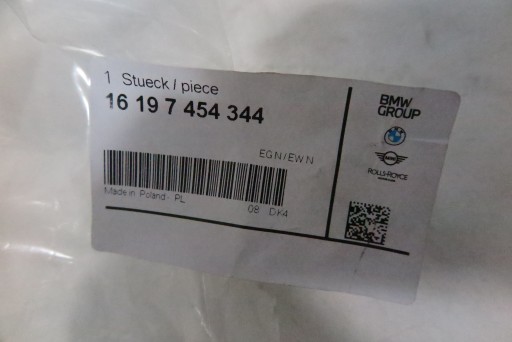 1 Stueck / piece
16 19 7 454 344
EGN/EWN
Made in Poland - PL
08 DK4
BMW
GROUP
MINI
ROLLS-ROYCE